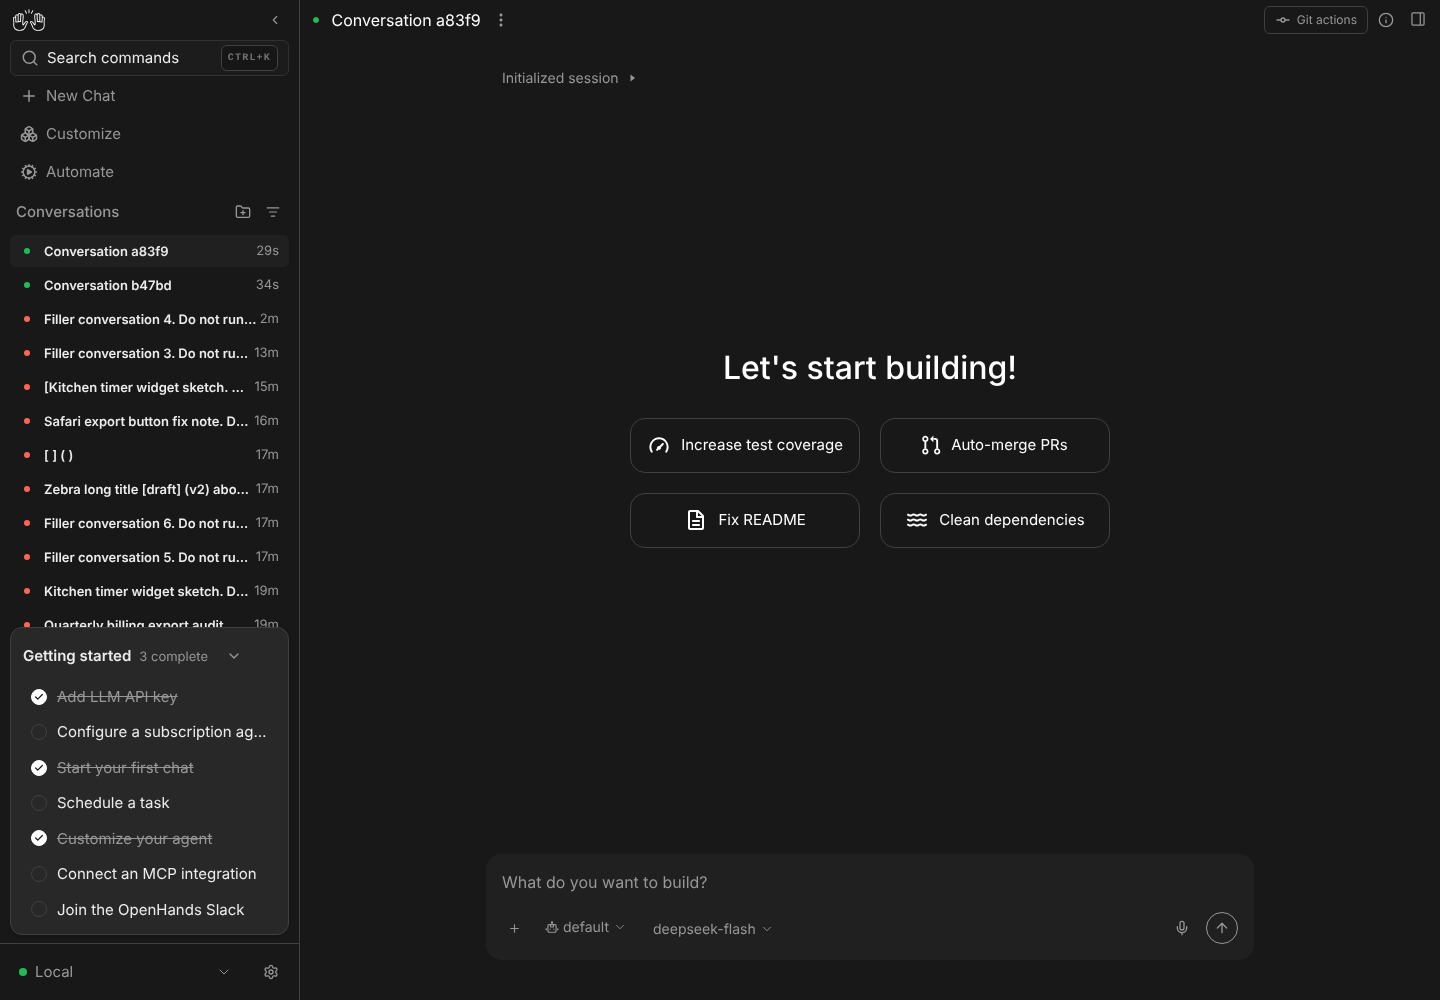 Search commands CTRL+K
New Chat
Customize
Automate
Conversations
Conversation a83f9 29s
Conversation b47bd 34s
Filler conversation 4. Do not run... 2m
Filler conversation 3. Do not ru... 13m
[Kitchen timer widget sketch. ... 15m
Safari export button fix note. D... 16m
[ ] ( ) 17m
Zebra long title [draft] (v2) abo... 17m
Filler conversation 6. Do not ru... 17m
Filler conversation 5. Do not ru... 17m
Kitchen timer widget sketch. D... 19m
Quarterly billing export audit 19m
Getting started 3 complete
Add LLM API key
Configure a subscription ag...
Start your first chat
Schedule a task
Customize your agent
Connect an MCP integration
Join the OpenHands Slack
Local
Conversation a83f9
Git actions
Initialized session
Let's start building!
Increase test coverage
Auto-merge PRs
Fix README
Clean dependencies
What do you want to build?
default
deepseek-flash